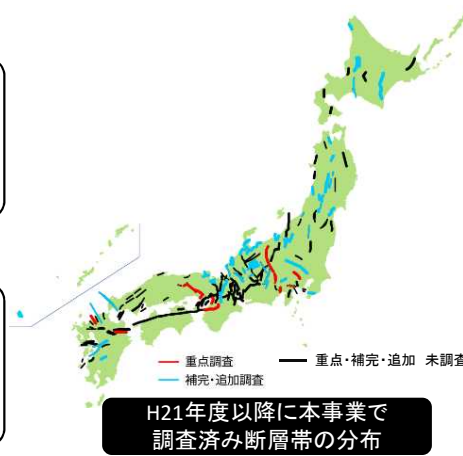 重点調査
重点・補完・追加 未調査
補完・追加調査
H21年度以降に本事業で
調査済み断層帯の分布